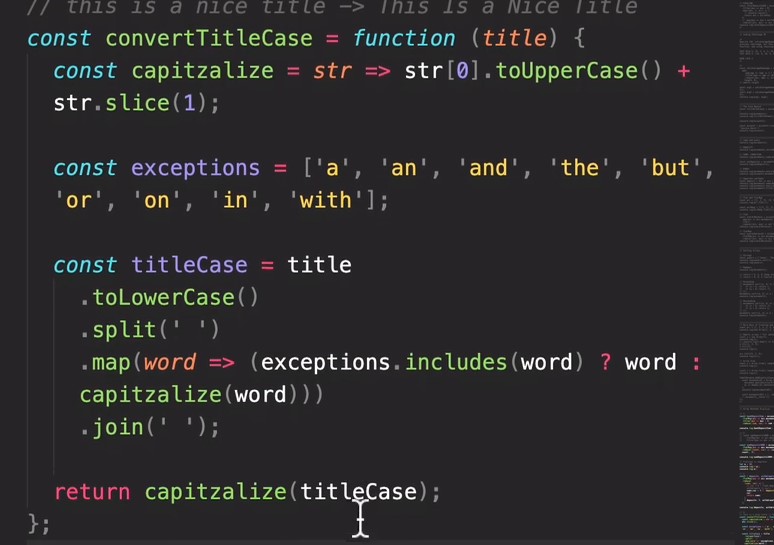 // this is a nice title -> This Is a Nice Title
const convertTitleCase = function (title) {
const capitzalize = str => str[0].toUpperCase() +
str.slice(1);
const exceptions = ['a', 'an', 'and', 'the', 'but',
'or', 'on', 'in', 'with'];
const titleCase = title
.toLowerCase()
.split(' ')
.map(word => (exceptions.includes(word) ? word :
capitzalize(word)))
.join(' ');
return capitzalize(titleCase);
};